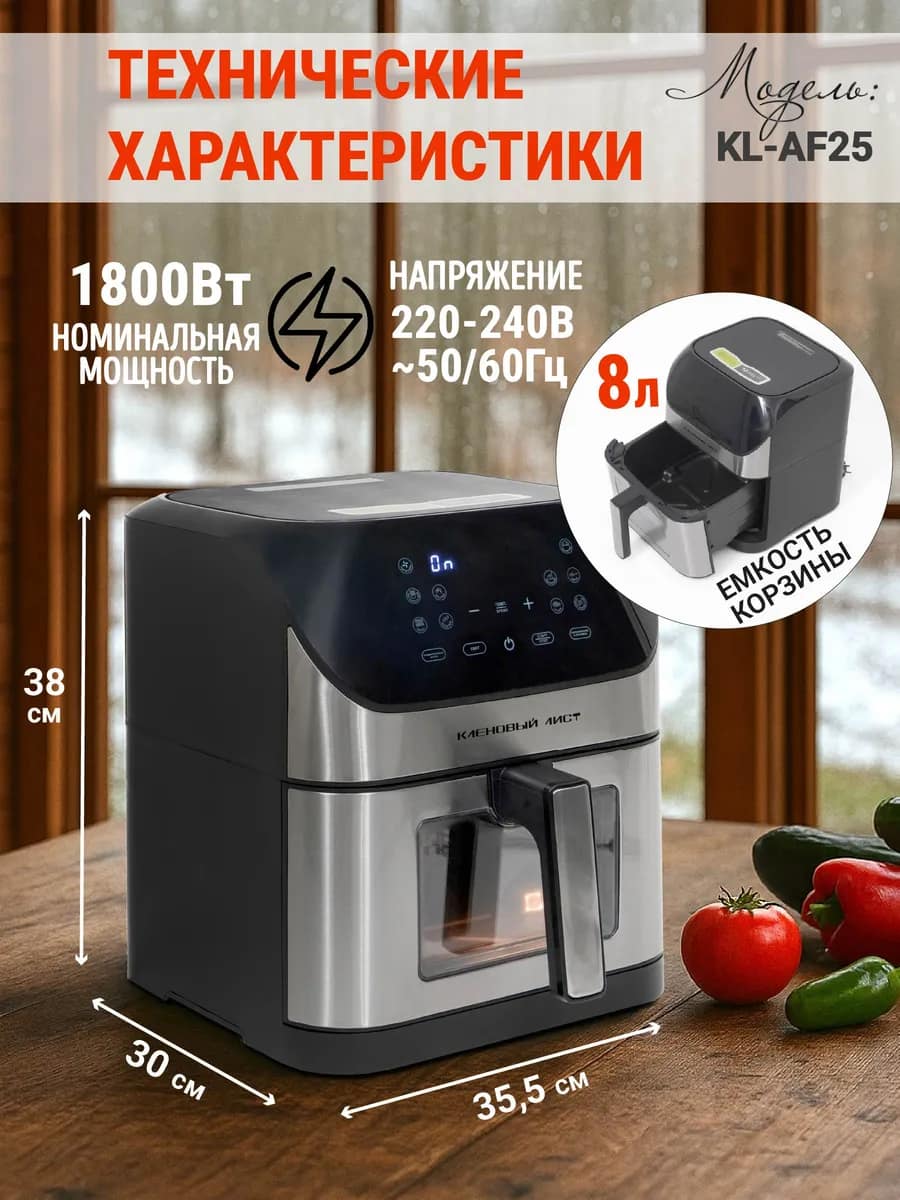 ТЕХНИЧЕСКИЕ
ХАРАКТЕРИСТИКИ
Модель:
KL-AF25
1800Вт
НОМИНАЛЬНАЯ
МОЩНОСТЬ
НАПРЯЖЕНИЕ
220-240В
~50/60Гц
8л
ЕМКОСТЬ
КОРЗИНЫ
On
КЛЕНОВЫЙ ЛИСТ
38
см
30 см
35,5 см